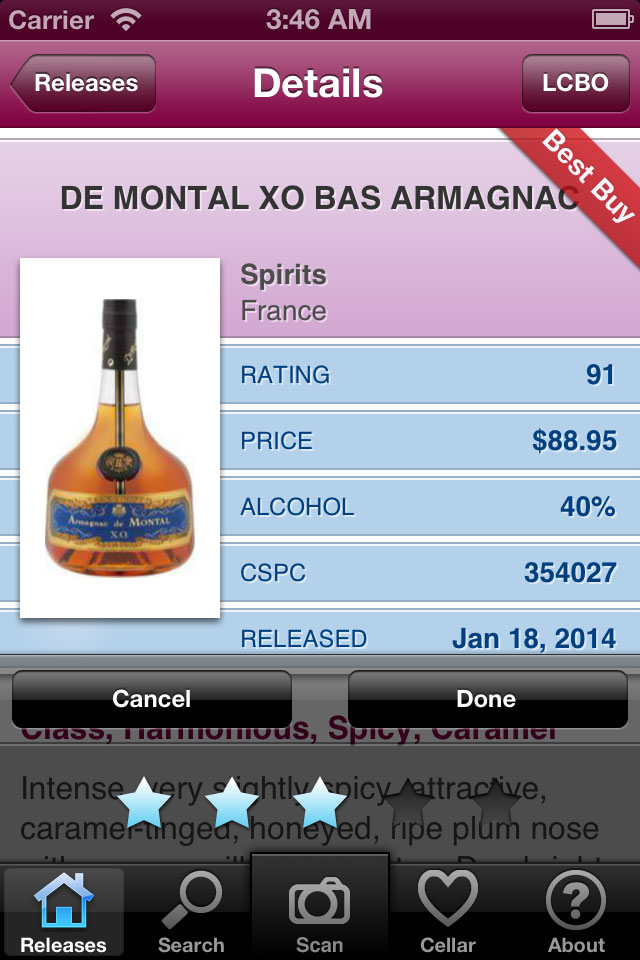 Carrier 3:46 AM
Releases Details LCBO
Best Buy
DE MONTAL XO BAS ARMAGNAC
Spirits
France
RATING 91
PRICE $88.95
Armagnac de MONTAL
X.O
ALCOHOL 40%
CSPC 354027
RELEASED Jan 18, 2014
Cancel Done
Class, Harmonious, Spicy, Caramel
Intense, very slightly spicy, attractive,
caramel-tinged, honeyed, ripe plum nose
Releases Search Scan Cellar About